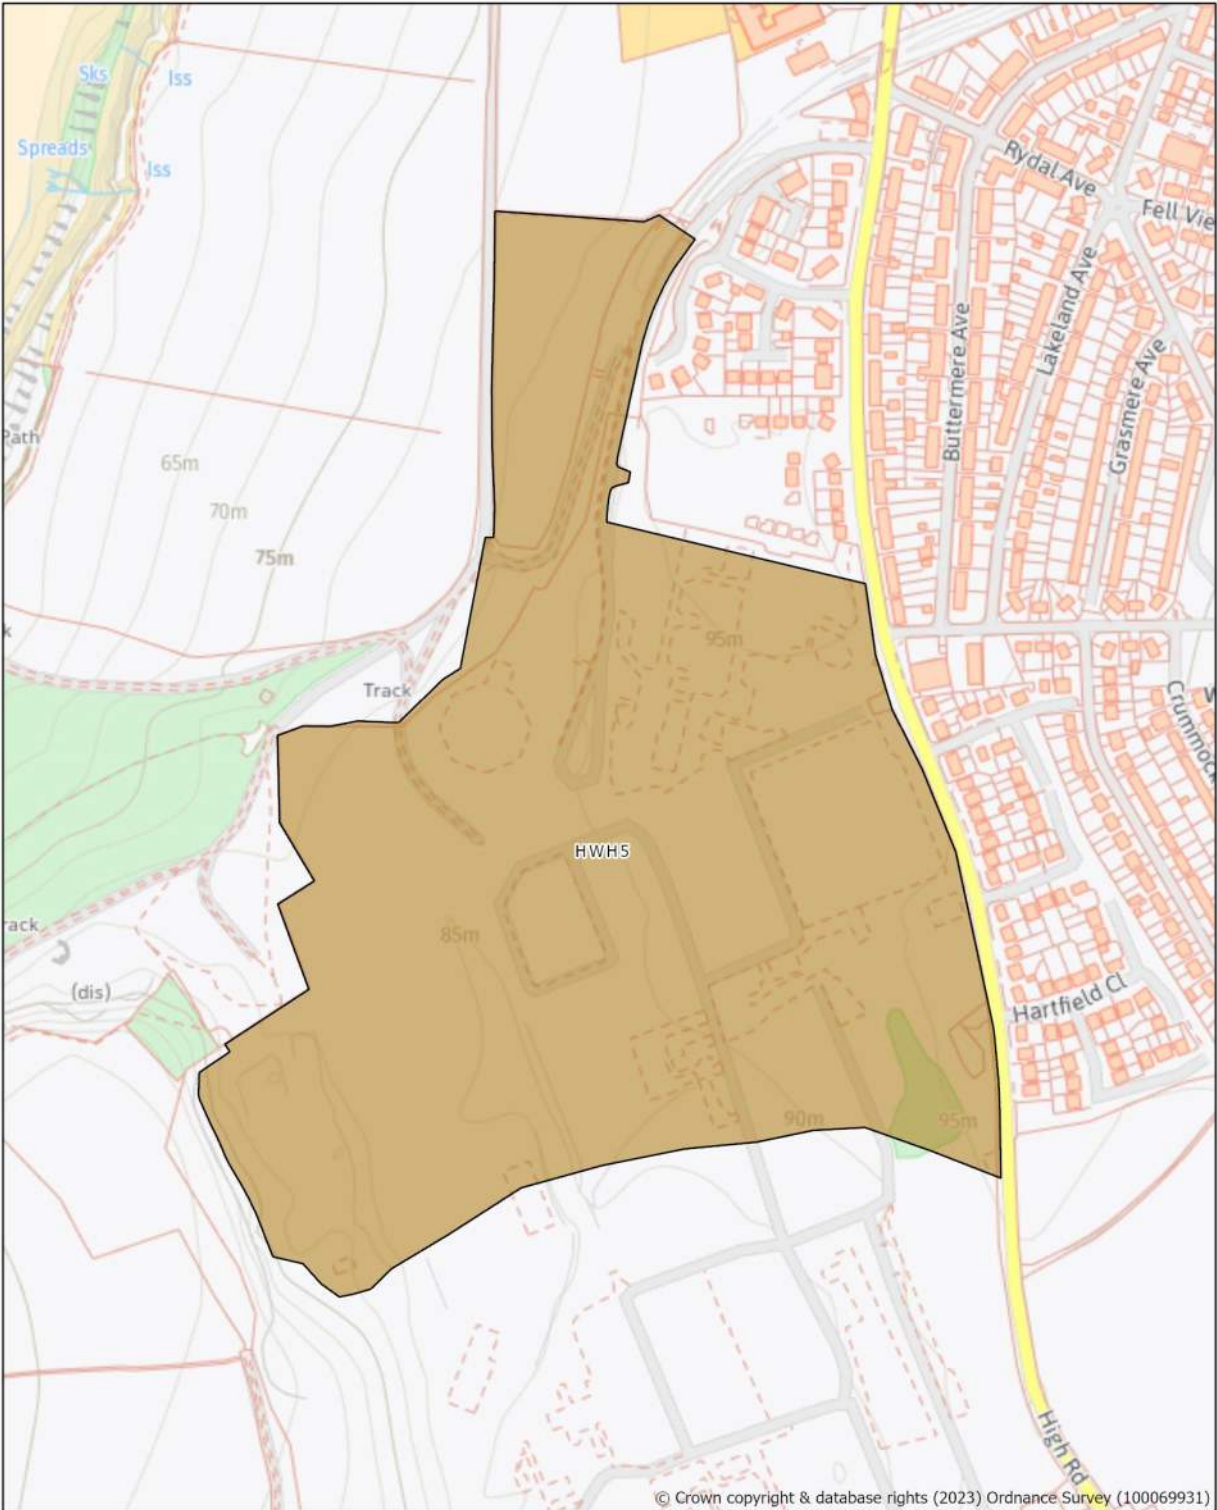 Sks
Iss
Spreads
Iss
Rydal Ave
Fell Vie
Lakeland Ave
Buttermere Ave
Grasmere Ave
Path
65m
70m
75m
k
95m
Track
W
Crummock
HWH5
rack
85m
(dis)
Hartfield Cl
90m
95m
High Rd
© Crown copyright & database rights (2023) Ordnance Survey (100069931)